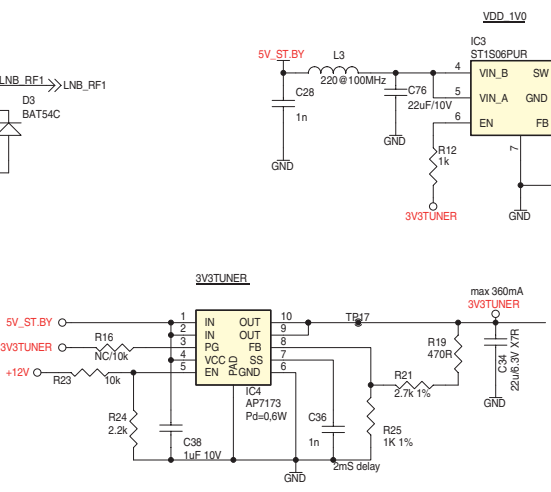 VDD_1V0
5V_ST.BY
L3
IC3
ST1S06PUR
220@100MHz
LNB_RF1
LNB_RF1
D3
BAT54C
C28
1n
C76
22uF/10V
4
VIN_B
SW
5
VIN_A
GND
6
EN
FB
7
GND
GND
R12
1k
3V3TUNER
GND
GND
3V3TUNER
max 360mA
3V3TUNER
5V_ST.BY
1
IN
OUT
10
TP17
2
IN
OUT
9
R16
NC/10k
3V3TUNER
3
PG
FB
8
4
VCC
SS
7
+12V
R23
10k
5
EN
PAD
GND
6
IC4
AP7173
Pd=0,6W
R19
470R
C34
22u/6.3V X7R
GND
R21
2.7k 1%
R24
2.2k
C38
1uF 10V
C36
1n
R25
1K 1%
2mS delay
GND